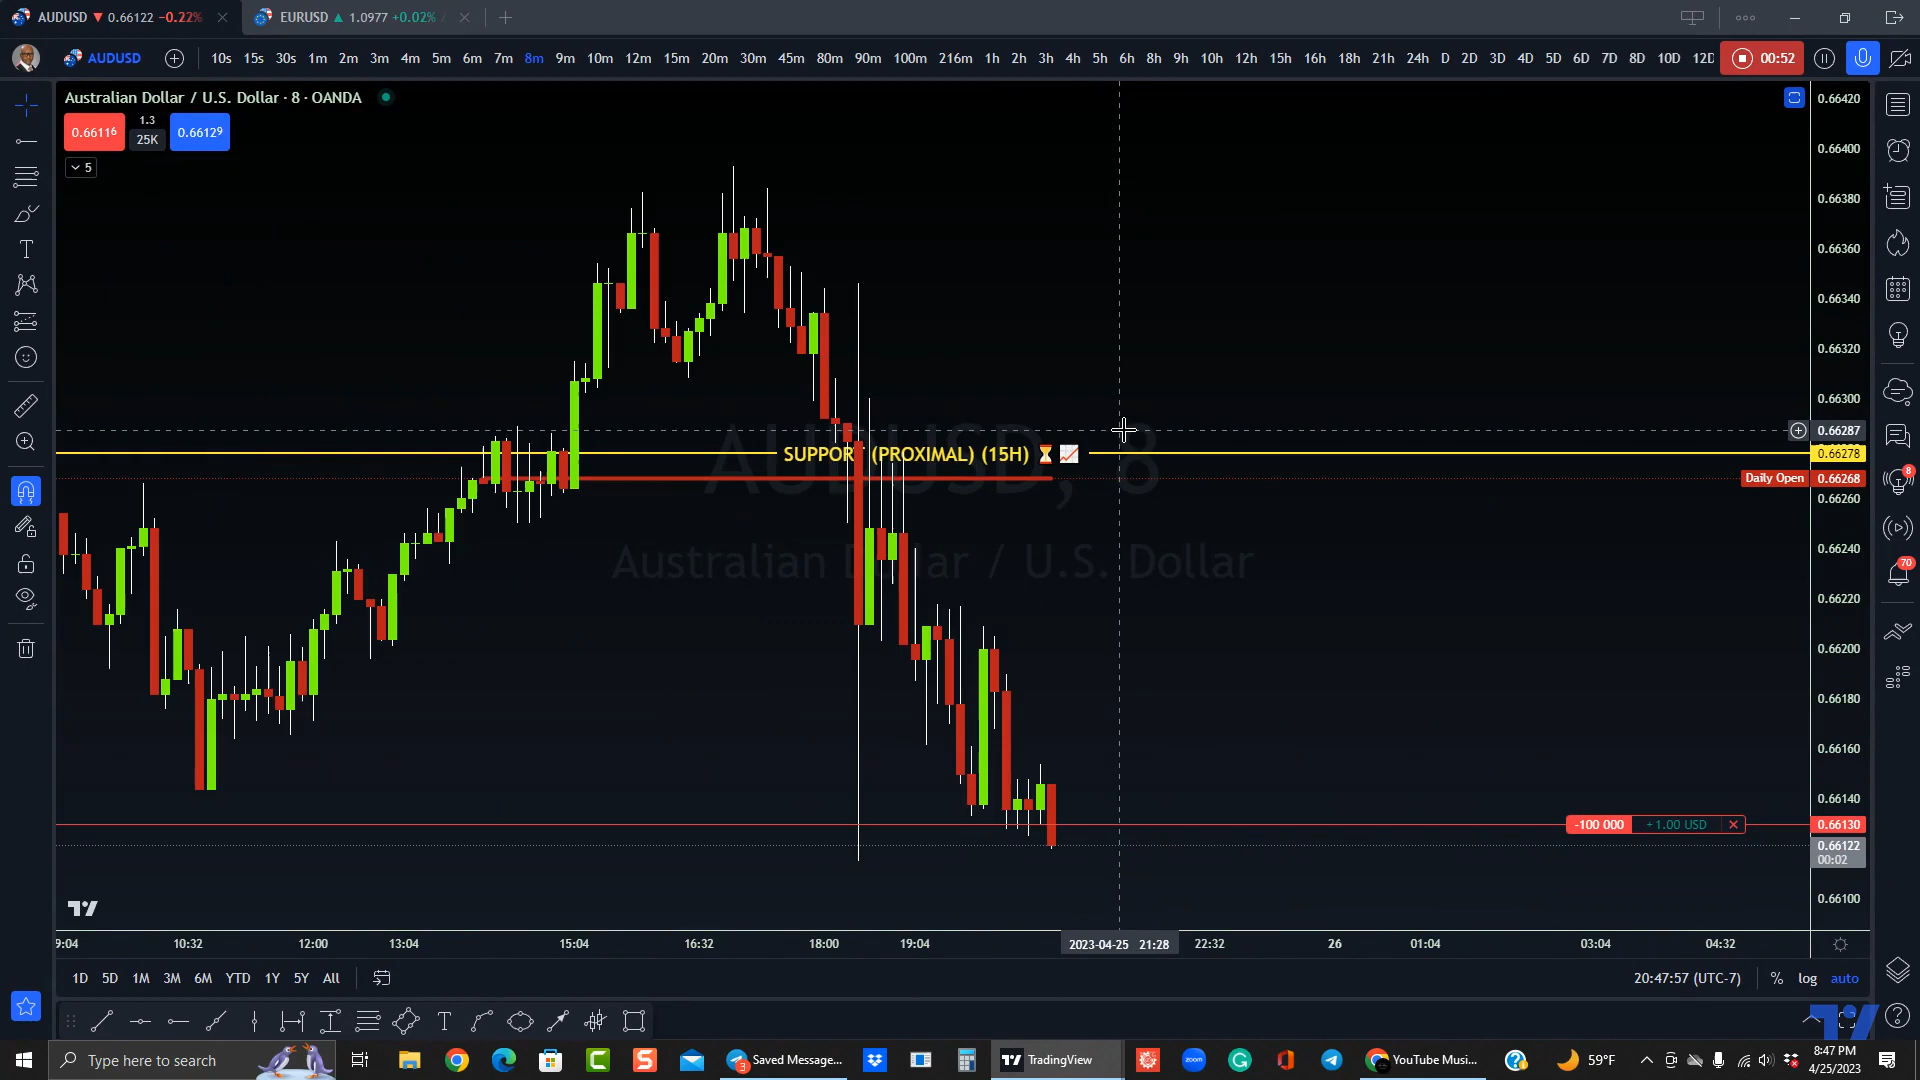 AUDUSD ▼ 0.66122 −0.22%
EURUSD ▲ 1.0977 +0.02%
AUDUSD 10s 15s 30s 1m 2m 3m 4m 5m 6m 7m 8m 9m 10m 12m 15m 20m 30m 45m 80m 90m 100m 216m 1h 2h 3h 4h 5h 6h 8h 9h 10h 12h 15h 16h 18h 21h 24h D 2D 3D 4D 5D 6D 7D 8D 10D 12D 00:52
Australian Dollar / U.S. Dollar · 8 · OANDA
0.66116 1.3 25K 0.66129
5
0.66420
0.66400
0.66380
0.66360
0.66340
0.66320
0.66300
0.66287
SUPPORT (PROXIMAL) (15H) ⏳ 📈
0.66278
Daily Open 0.66268
0.66260
AUDUSD, 8
Australian Dollar / U.S. Dollar
0.66240
0.66220
0.66200
0.66180
0.66160
0.66140
-100 000 +1.00 USD 0.66130
0.66122
00:02
0.66100
8
70
9:04 10:32 12:00 13:04 15:04 16:32 18:00 19:04 2023-04-25 21:28 22:32 26 01:04 03:04 04:32
1D 5D 1M 3M 6M YTD 1Y 5Y All 20:47:57 (UTC-7) % log auto
Type here to search
3 Saved Message...
TradingView
zoom
YouTube Musi...
59°F
8:47 PM
4/25/2023